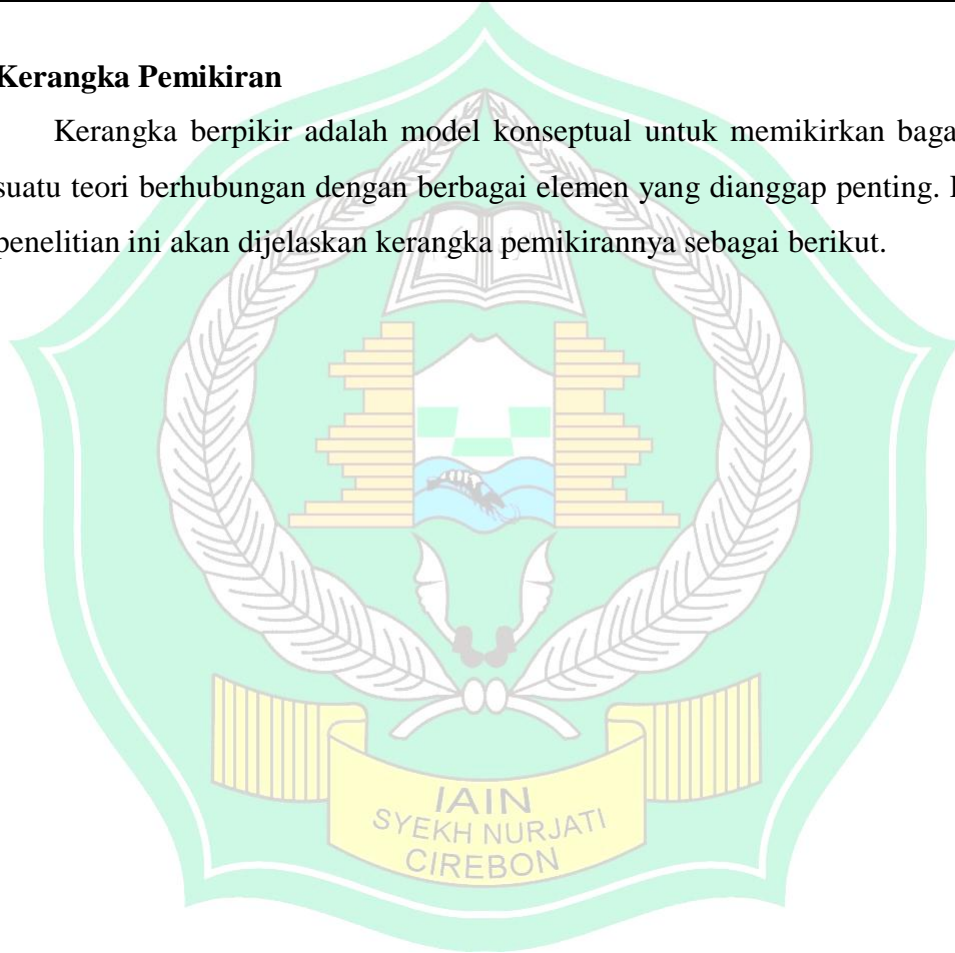 Kerangka Pemikiran
Kerangka berpikir adalah model konseptual untuk memikirkan baga
suatu teori berhubungan dengan berbagai elemen yang dianggap penting.
penelitian ini akan dijelaskan kerangka pemikirannya sebagai berikut.
IAIN
SYEKH NURJATI
CIREBON